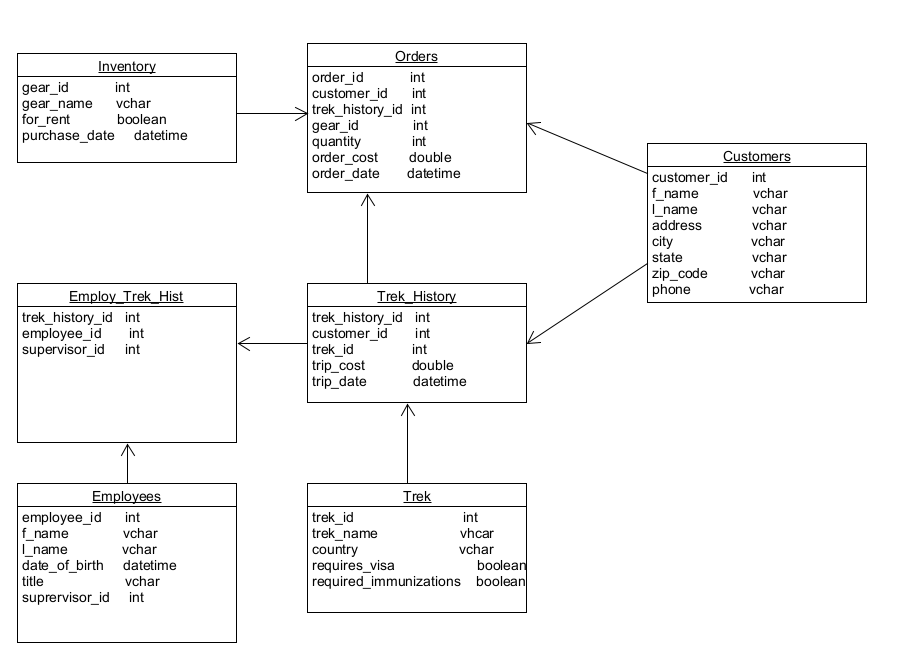 Inventory
gear_id int
gear_name vchar
for_rent boolean
purchase_date datetime
Orders
order_id int
customer_id int
trek_history_id int
gear_id int
quantity int
order_cost double
order_date datetime
Customers
customer_id int
f_name vchar
l_name vchar
address vchar
city vchar
state vchar
zip_code vchar
phone vchar
Employ_Trek_Hist
trek_history_id int
employee_id int
supervisor_id int
Trek_History
trek_history_id int
customer_id int
trek_id int
trip_cost double
trip_date datetime
Employees
employee_id int
f_name vchar
l_name vchar
date_of_birth datetime
title vchar
suprervisor_id int
Trek
trek_id int
trek_name vhcar
country vchar
requires_visa boolean
required_immunizations boolean